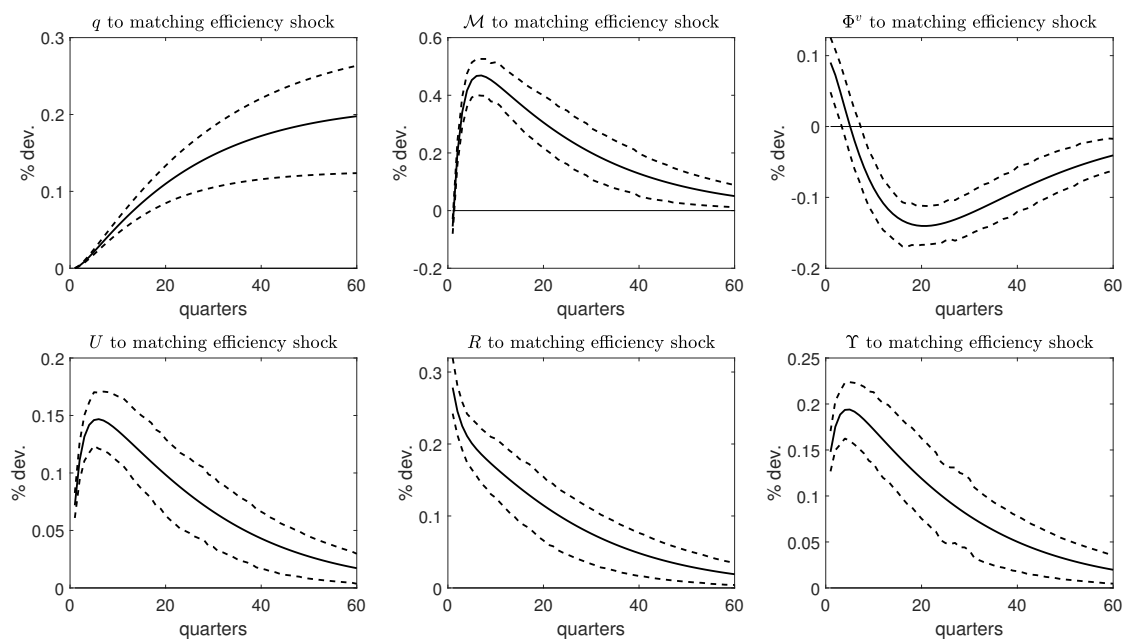 q to matching efficiency shock
0.3
0.2
0.1
0
% dev.
0 20 40 60
quarters
ℳ to matching efficiency shock
0.6
0.4
0.2
0
-0.2
% dev.
0 20 40 60
quarters
Φᵛ to matching efficiency shock
0.1
0
-0.1
-0.2
% dev.
0 20 40 60
quarters
U to matching efficiency shock
0.2
0.15
0.1
0.05
0
% dev.
0 20 40 60
quarters
R to matching efficiency shock
0.3
0.2
0.1
0
% dev.
0 20 40 60
quarters
ϒ to matching efficiency shock
0.25
0.2
0.15
0.1
0.05
0
% dev.
0 20 40 60
quarters